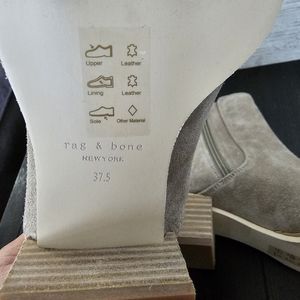 Upper Leather
Lining Leather
Sole Other Material
rag & bone
NEW YORK
37.5